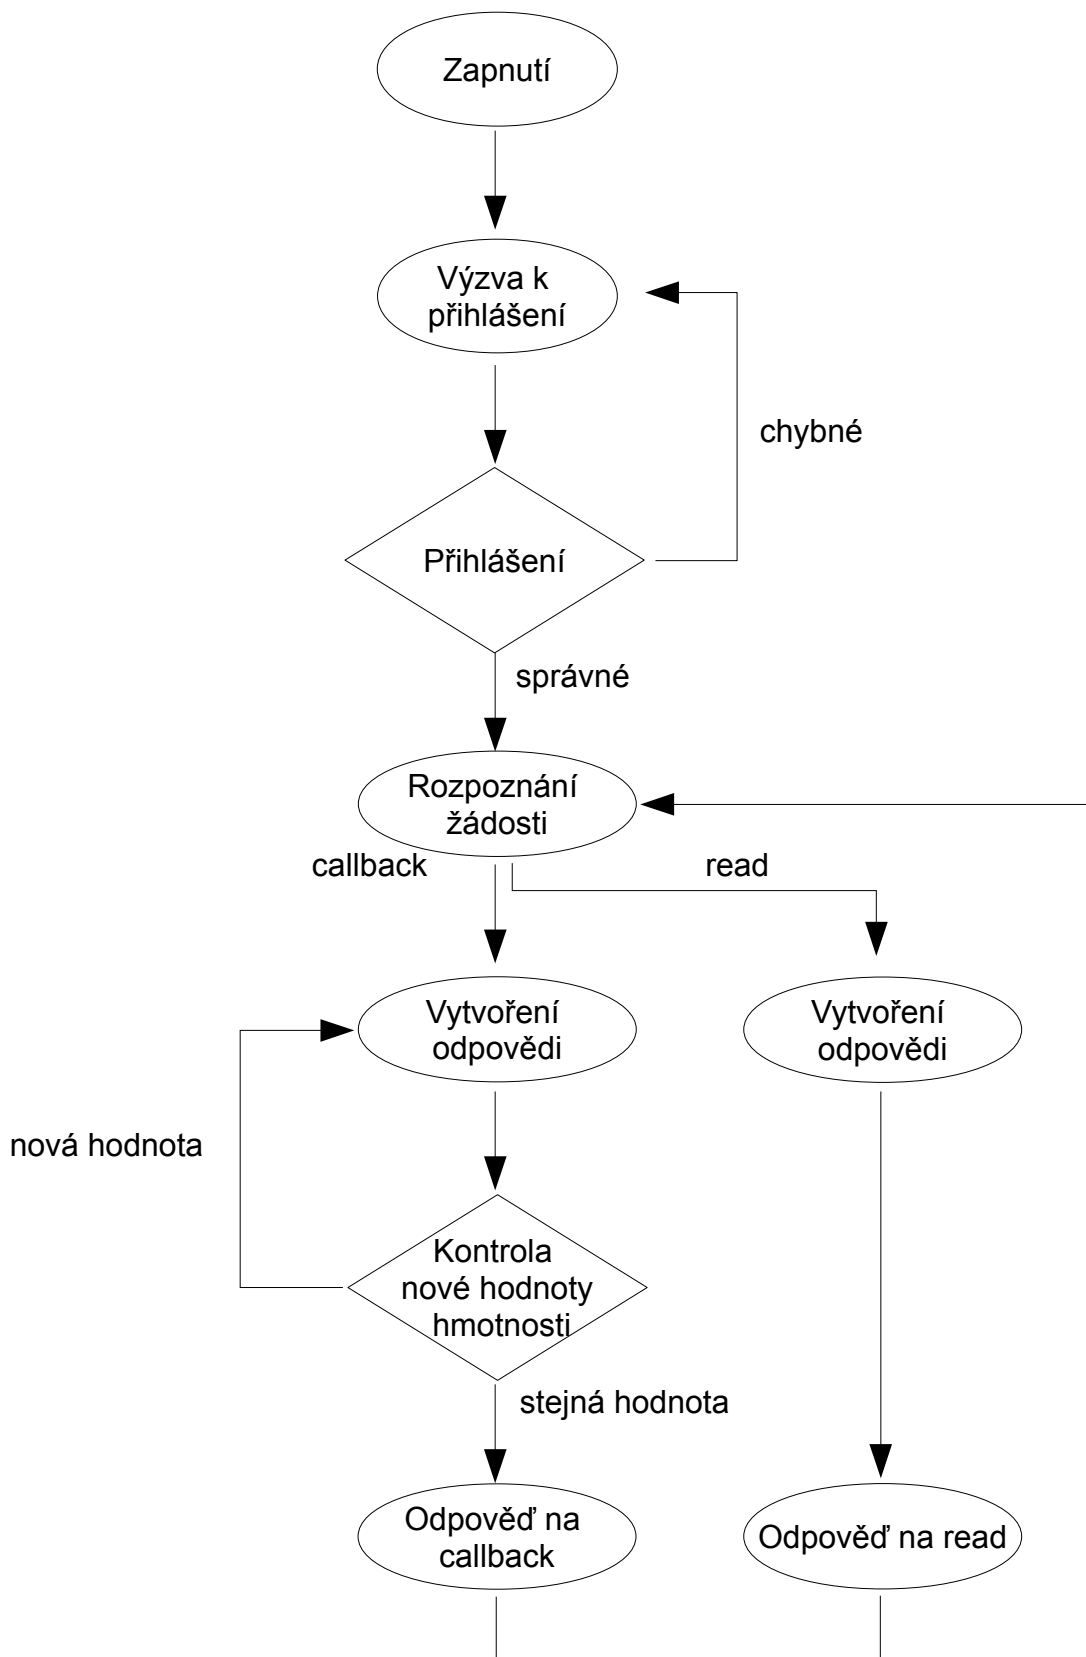 Zapnutí
Výzva k
přihlášení
chybné
Přihlášení
správné
Rozpoznání
žádosti
callback
read
Vytvoření
odpovědi
Vytvoření
odpovědi
nová hodnota
Kontrola
nové hodnoty
hmotnosti
stejná hodnota
Odpověď na
callback
Odpověď na read